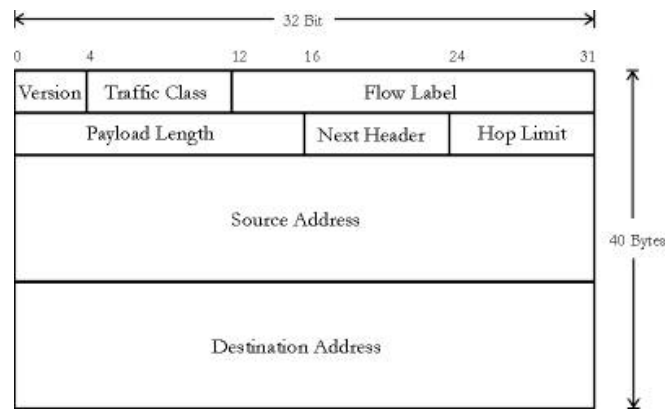 32 Bit
0 4 12 16 24 31
Version Traffic Class Flow Label
Payload Length Next Header Hop Limit
Source Address
40 Bytes
Destination Address